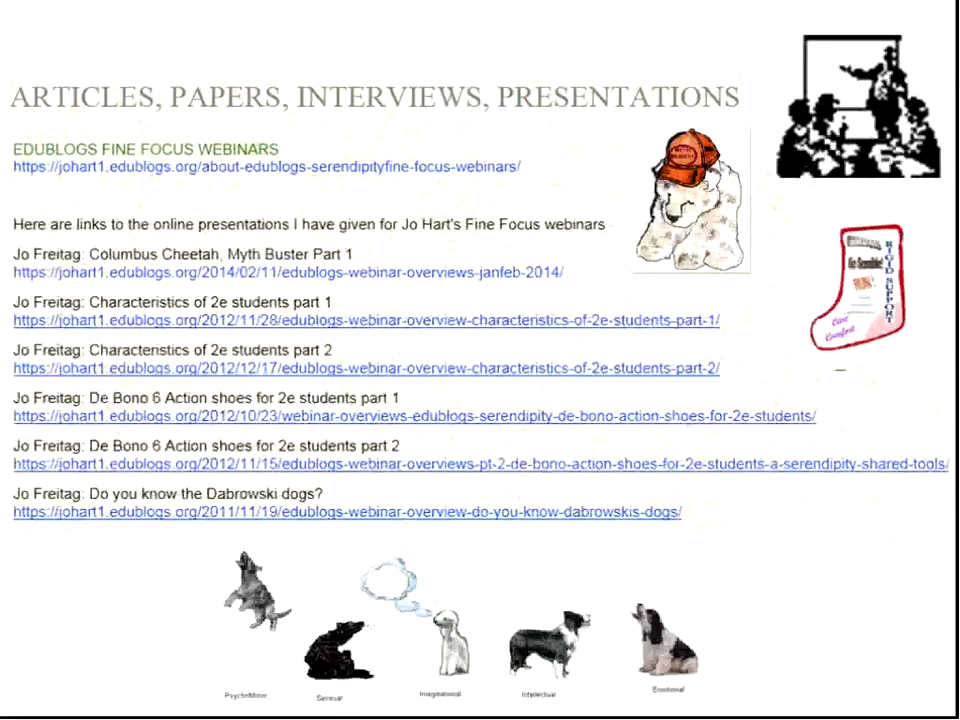 ARTICLES, PAPERS, INTERVIEWS, PRESENTATIONS
EDUBLOGS FINE FOCUS WEBINARS
https://johart1.edublogs.org/about-edublogs-serendipityfine-focus-webinars/
Here are links to the online presentations I have given for Jo Hart's Fine Focus webinars
Jo Freitag: Columbus Cheetah, Myth Buster Part 1
https://johart1.edublogs.org/2014/02/11/edublogs-webinar-overviews-janfeb-2014/
Jo Freitag: Characteristics of 2e students part 1
https://johart1.edublogs.org/2012/11/28/edublogs-webinar-overview-characteristics-of-2e-students-part-1/
Jo Freitag: Characteristics of 2e students part 2
https://johart1.edublogs.org/2012/12/17/edublogs-webinar-overview-characteristics-of-2e-students-part-2/
Jo Freitag: De Bono 6 Action shoes for 2e students part 1
https://johart1.edublogs.org/2012/10/23/webinar-overviews-edublogs-serendipity-de-bono-action-shoes-for-2e-students/
Jo Freitag: De Bono 6 Action shoes for 2e students part 2
https://johart1.edublogs.org/2012/11/15/edublogs-webinar-overviews-pt-2-de-bono-action-shoes-for-2e-students-a-serendipity-shared-tools/
Jo Freitag: Do you know the Dabrowski dogs?
https://johart1.edublogs.org/2011/11/19/edublogs-webinar-overview-do-you-know-dabrowskis-dogs/
RIGID SUPPORT
RUN!
Cast
Comfort
PsychoMotor
Sensual
Imaginational
Intellectual
Emotional